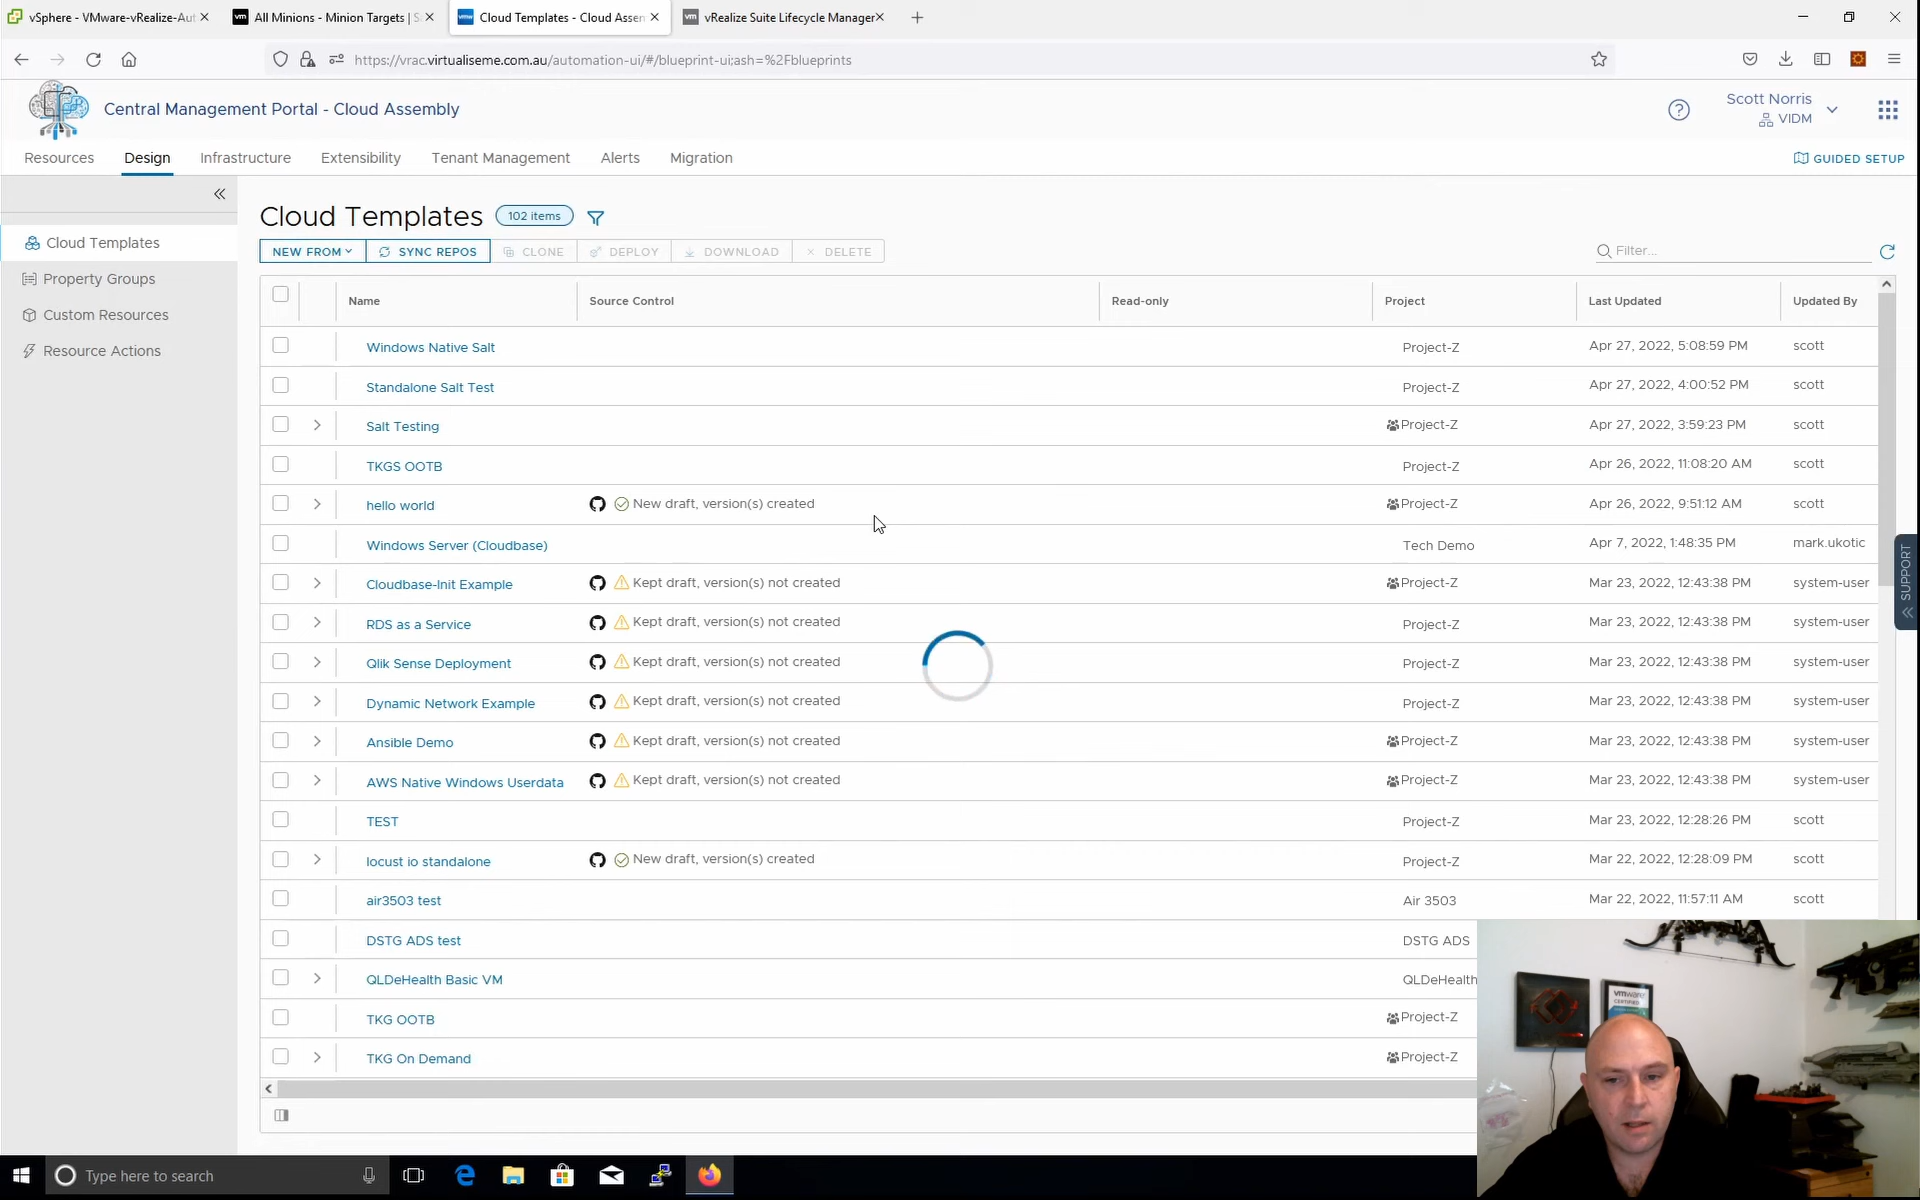 vSphere - VMware-vRealize-Aut
All Minions - Minion Targets | S
Cloud Templates - Cloud Assem
vRealize Suite Lifecycle Manager
https://vrac.virtualiseme.com.au/automation-ui/#/blueprint-ui;ash=%2Fblueprints
Central Management Portal - Cloud Assembly
Scott Norris
VIDM
Resources Design Infrastructure Extensibility Tenant Management Alerts Migration
GUIDED SETUP
Cloud Templates
Property Groups
Custom Resources
Resource Actions
Cloud Templates 102 items
NEW FROM SYNC REPOS CLONE DEPLOY DOWNLOAD DELETE
Filter...
Name Source Control Read-only Project Last Updated Updated By
Windows Native Salt Project-Z Apr 27, 2022, 5:08:59 PM scott
Standalone Salt Test Project-Z Apr 27, 2022, 4:00:52 PM scott
Salt Testing Project-Z Apr 27, 2022, 3:59:23 PM scott
TKGS OOTB Project-Z Apr 26, 2022, 11:08:20 AM scott
hello world New draft, version(s) created Project-Z Apr 26, 2022, 9:51:12 AM scott
Windows Server (Cloudbase) Tech Demo Apr 7, 2022, 1:48:35 PM mark.ukotic
Cloudbase-Init Example Kept draft, version(s) not created Project-Z Mar 23, 2022, 12:43:38 PM system-user
RDS as a Service Kept draft, version(s) not created Project-Z Mar 23, 2022, 12:43:38 PM system-user
Qlik Sense Deployment Kept draft, version(s) not created Project-Z Mar 23, 2022, 12:43:38 PM system-user
Dynamic Network Example Kept draft, version(s) not created Project-Z Mar 23, 2022, 12:43:38 PM system-user
Ansible Demo Kept draft, version(s) not created Project-Z Mar 23, 2022, 12:43:38 PM system-user
AWS Native Windows Userdata Kept draft, version(s) not created Project-Z Mar 23, 2022, 12:43:38 PM system-user
TEST Project-Z Mar 23, 2022, 12:28:26 PM scott
locust io standalone New draft, version(s) created Project-Z Mar 22, 2022, 12:28:09 PM scott
air3503 test Air 3503 Mar 22, 2022, 11:57:11 AM scott
DSTG ADS test DSTG ADS
QLDeHealth Basic VM QLDeHealth
TKG OOTB Project-Z
TKG On Demand Project-Z
SUPPORT
vmware
CERTIFIED
Type here to search